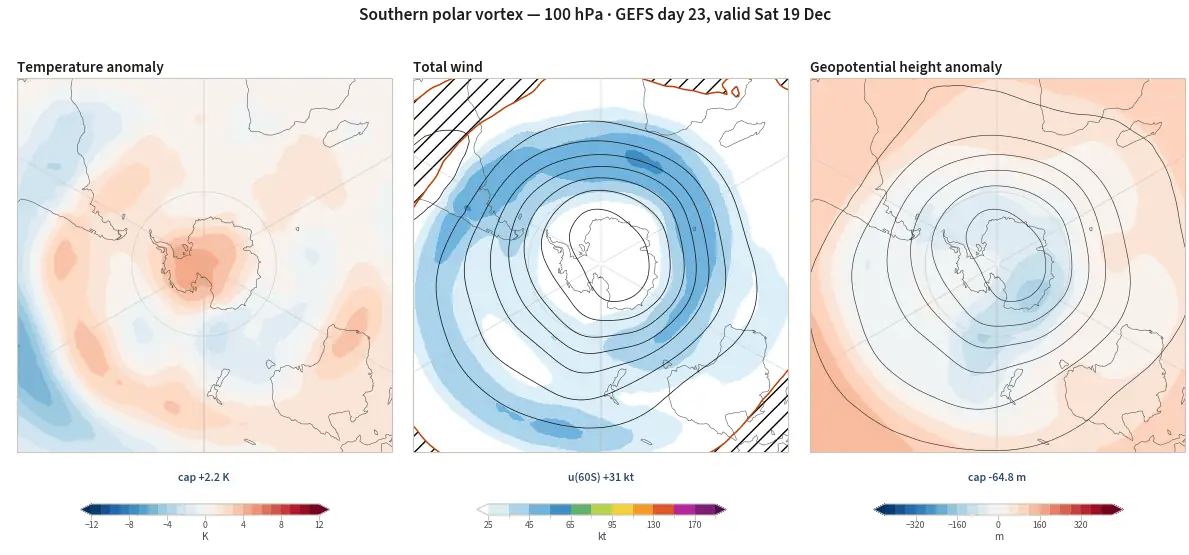 Southern polar vortex — 100 hPa · GEFS day 23, valid Sat 19 Dec
Temperature anomaly
Total wind
Geopotential height anomaly
cap +2.2 K
u(60S) +31 kt
cap -64.8 m
−12 −8 −4 0 4 8 12
K
25 45 65 95 130 170
kt
−320 −160 0 160 320
m